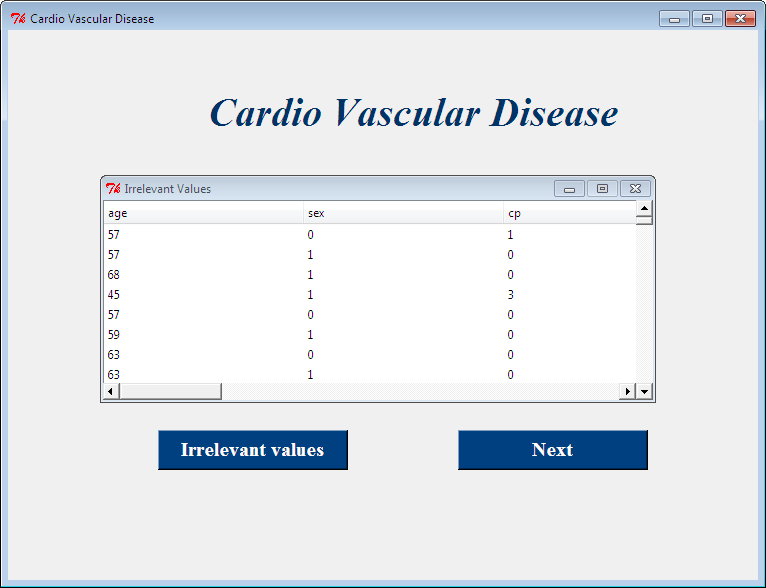 Cardio Vascular Disease
Cardio Vascular Disease
Irrelevant Values
age sex cp
57 0 1
57 1 0
68 1 0
45 1 3
57 0 0
59 1 0
63 0 0
63 1 0
Irrelevant values Next